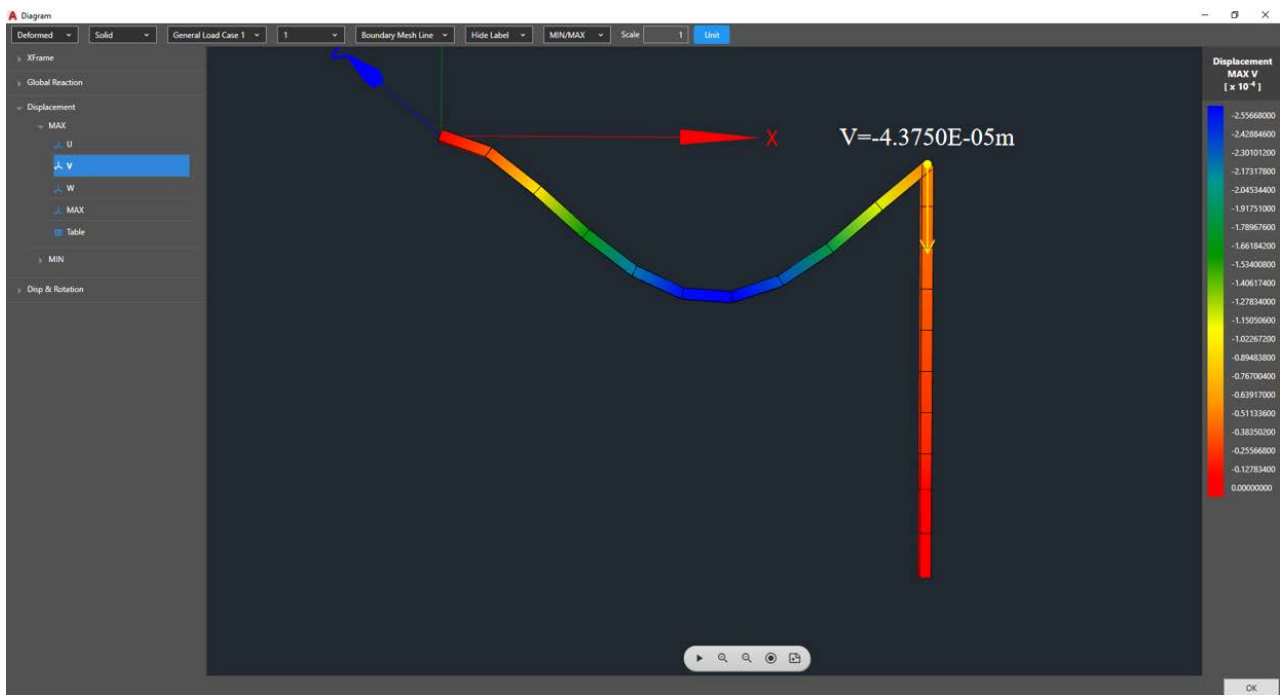 Diagram
Deformed Solid General Load Case 1 1 Boundary Mesh Line Hide Label MIN/MAX Scale 1 Unit
XFrame
Global Reaction
Displacement
MAX
U
V
W
MAX
Table
MIN
Disp & Rotation
X
V=-4.3750E-05m
Displacement
MAX V
[ x 10-4 ]
-2.55668000
-2.42884600
-2.30101200
-2.17317800
-2.04534400
-1.91751000
-1.78967600
-1.66184200
-1.53400800
-1.40617400
-1.27834000
-1.15050600
-1.02267200
-0.89483800
-0.76700400
-0.63917000
-0.51133600
-0.38350200
-0.25566800
-0.12783400
0.00000000
OK